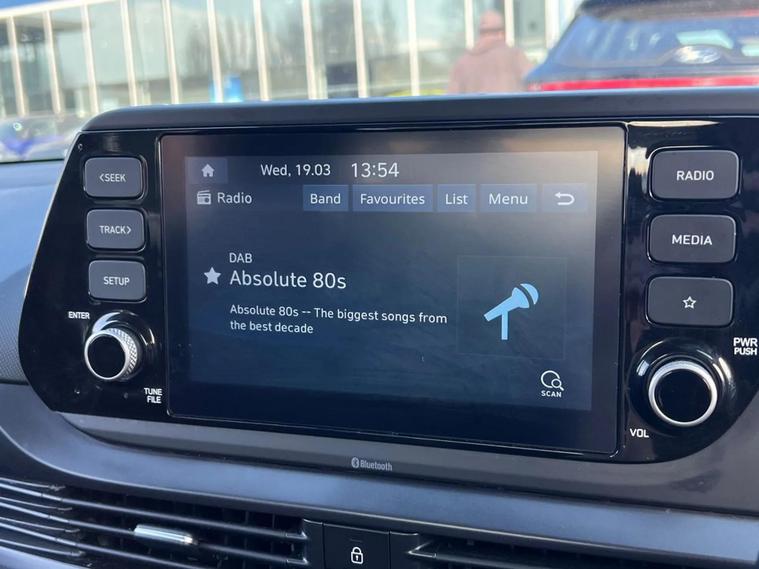 <SEEK
TRACK>
SETUP
ENTER
TUNE
FILE
Wed, 19.03 13:54
Radio Band Favourites List Menu
DAB
Absolute 80s
Absolute 80s -- The biggest songs from
the best decade
SCAN
RADIO
MEDIA
PWR
PUSH
VOL
Bluetooth